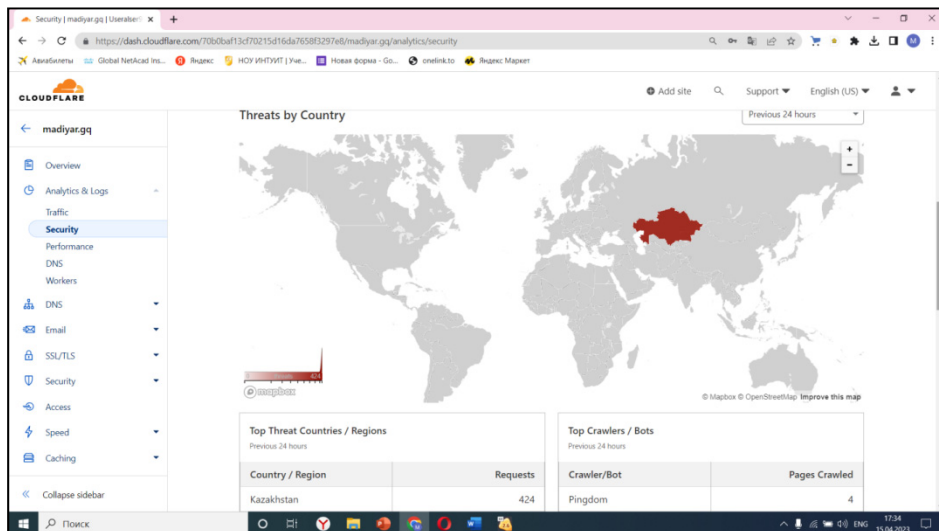 Security | madiyar.gq | Useralser
https://dash.cloudflare.com/70b0baf13cf70215d16da7658f3297e8/madiyar.gq/analytics/security
M
Авиабилеты Global NetAcad Ins... Яндекс НОУ ИНТУИТ | Уче... Новая форма - Go... onelink.to Яндекс Маркет
CLOUDFLARE
Add site Support English (US)
madiyar.gq
Overview
Analytics & Logs
Traffic
Security
Performance
DNS
Workers
DNS
Email
SSL/TLS
Security
Access
Speed
Caching
Collapse sidebar
Threats by Country
Previous 24 hours
+
-
424
mapbox
© Mapbox © OpenStreetMap Improve this map
Top Threat Countries / Regions
Previous 24 hours
Country / Region Requests
Kazakhstan 424
Top Crawlers / Bots
Previous 24 hours
Crawler/Bot Pages Crawled
Pingdom 4
Поиск
ENG
17:34
15.04.2023